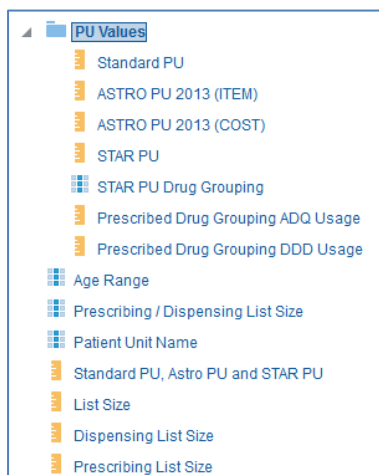 PU Values
Standard PU
ASTRO PU 2013 (ITEM)
ASTRO PU 2013 (COST)
STAR PU
STAR PU Drug Grouping
Prescribed Drug Grouping ADQ Usage
Prescribed Drug Grouping DDD Usage
Age Range
Prescribing / Dispensing List Size
Patient Unit Name
Standard PU, Astro PU and STAR PU
List Size
Dispensing List Size
Prescribing List Size